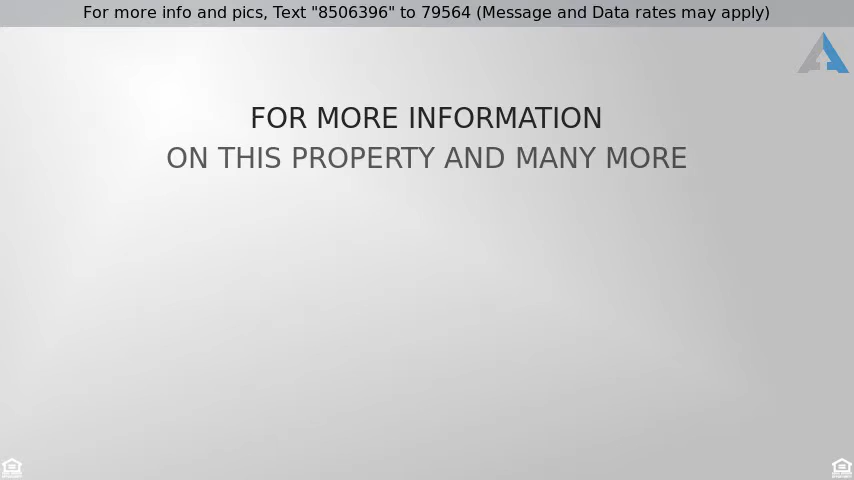 For more info and pics, Text "8506396" to 79564 (Message and Data rates may apply)
FOR MORE INFORMATION
ON THIS PROPERTY AND MANY MORE